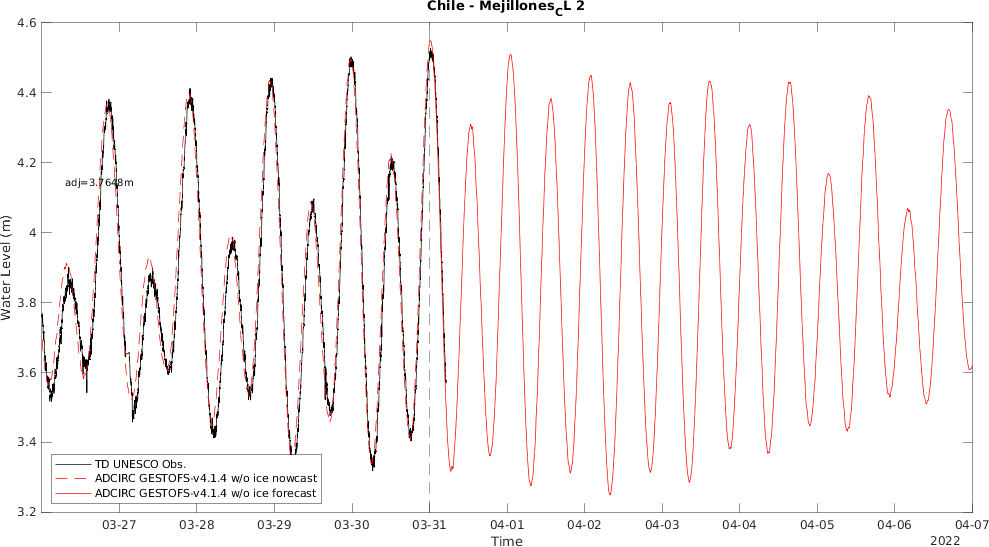 Chile - Mejillones_CL 2
4.6
4.4
4.2
4
3.8
3.6
3.4
3.2
Water Level (m)
adj=3.7648m
TD UNESCO Obs.
ADCIRC GESTOFS-v4.1.4 w/o ice nowcast
ADCIRC GESTOFS-v4.1.4 w/o ice forecast
03-27 03-28 03-29 03-30 03-31 04-01 04-02 04-03 04-04 04-05 04-06 04-07
Time
2022